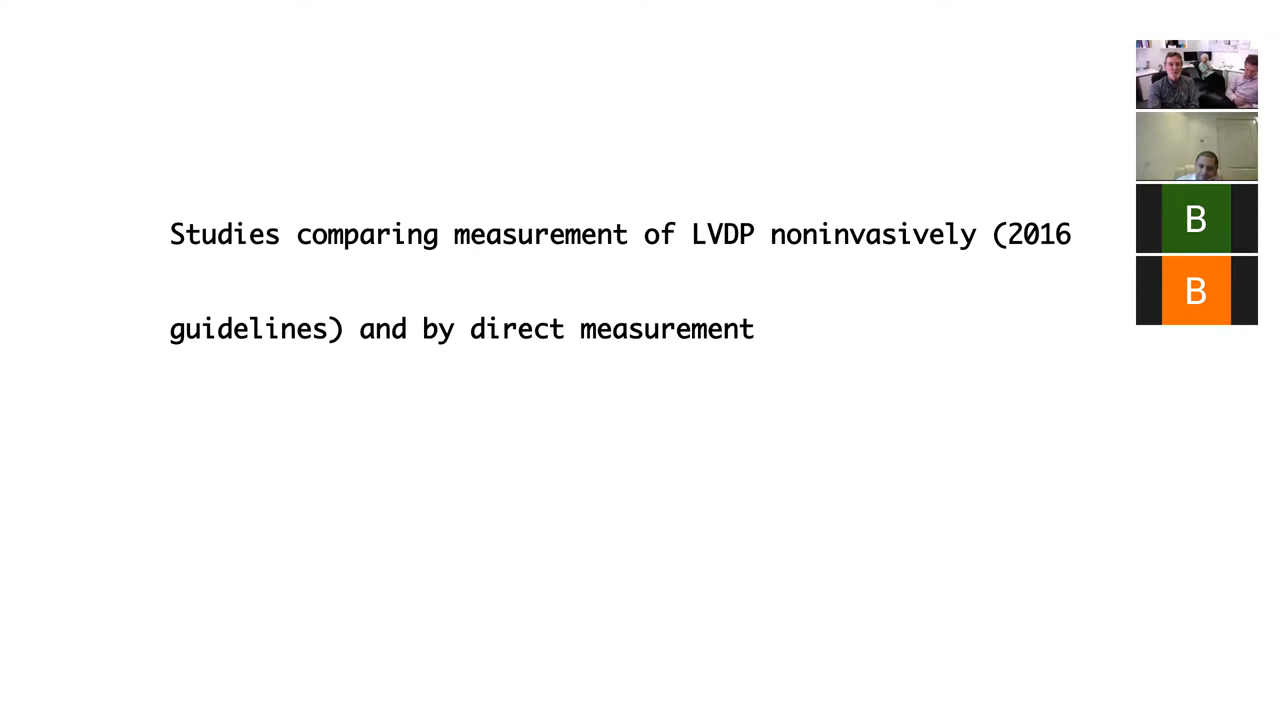 Studies comparing measurement of LVDP noninvasively (2016
guidelines) and by direct measurement
B
B